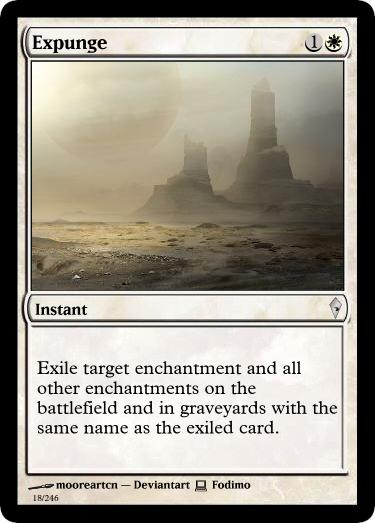 Expunge 1
Instant
Exile target enchantment and all
other enchantments on the
battlefield and in graveyards with the
same name as the exiled card.
mooreartcn — Deviantart Fodimo
18/246